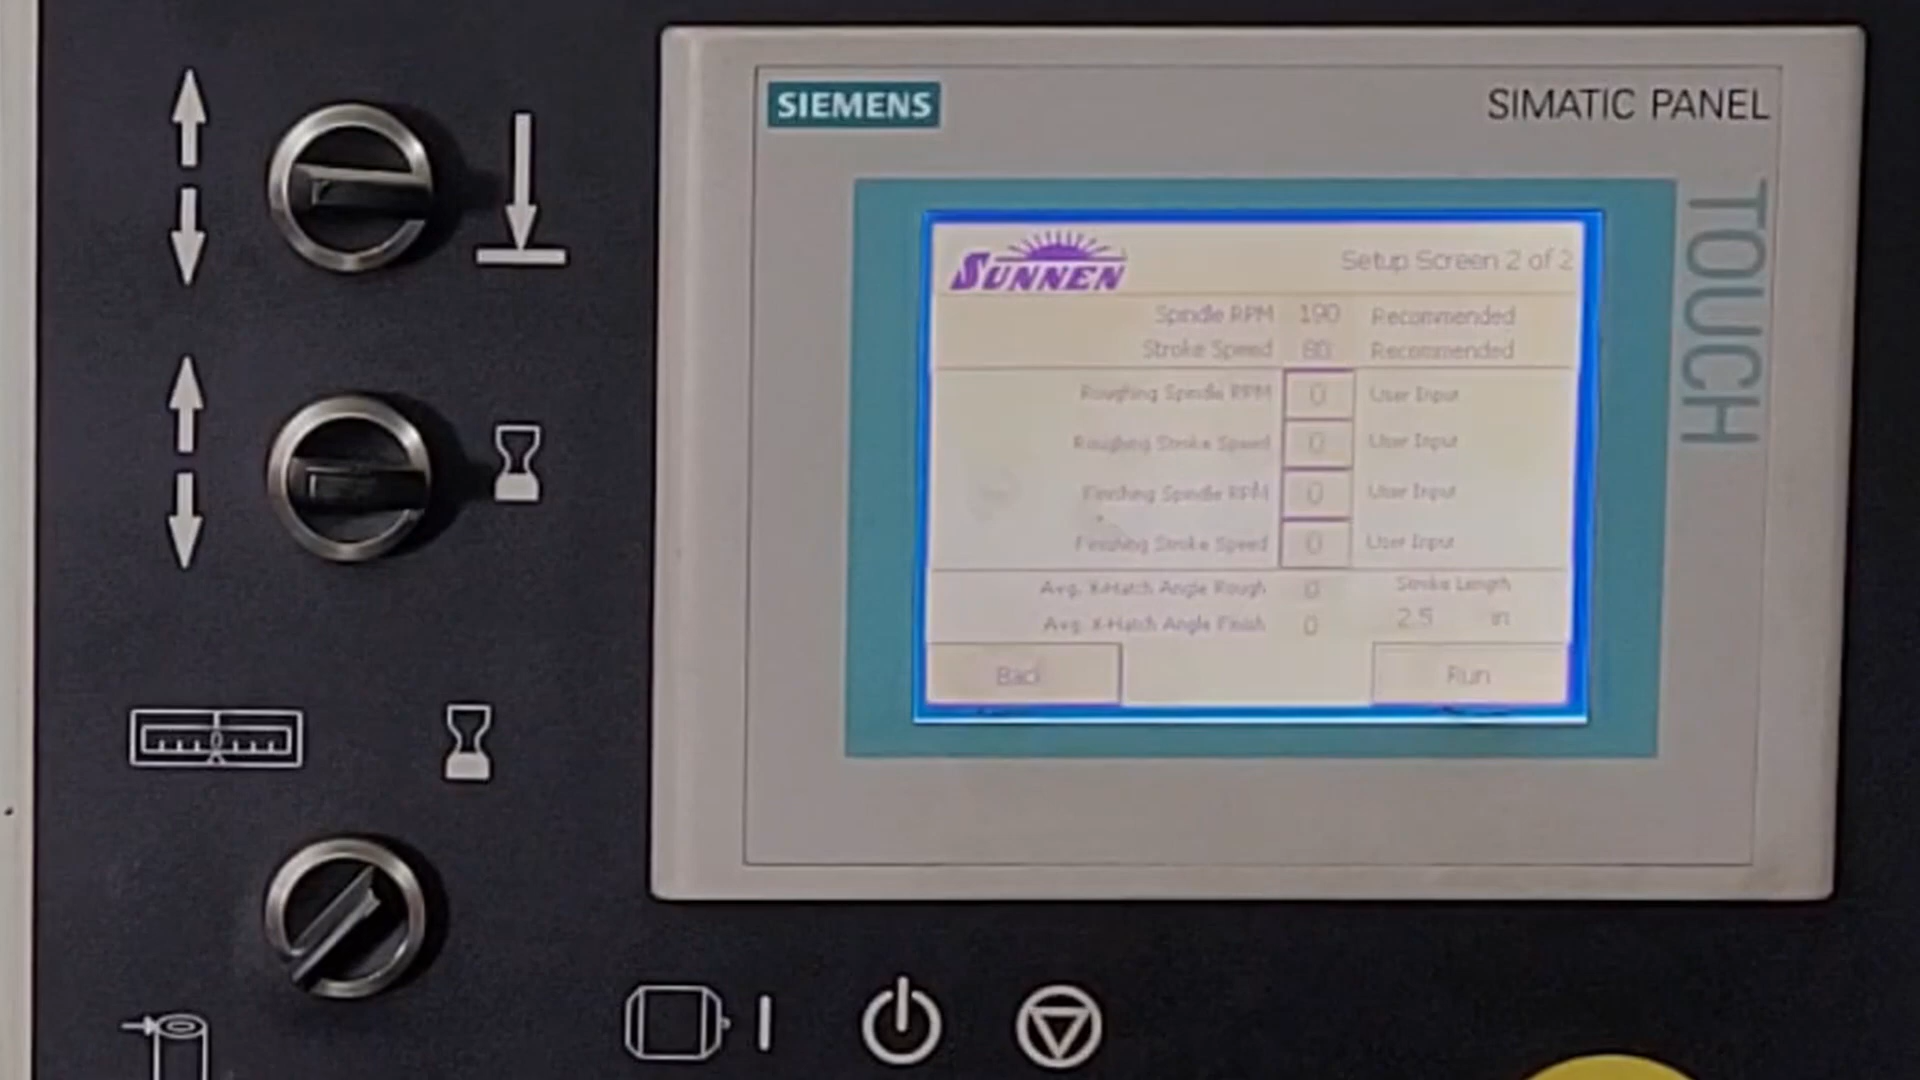 SIEMENS
SIMATIC PANEL
TOUCH
SUNNEN
Setup Screen 2 of 2
Spindle RPM 190 Recommended
Stroke Speed 80 Recommended
Roughing Spindle RPM 0 User Input
Roughing Stroke Speed 0 User Input
Finishing Spindle RPM 0 User Input
Finishing Stroke Speed 0 User Input
Avg. X-Hatch Angle Rough 0 Stroke Length
Avg. X-Hatch Angle Finish 0 2.5 in
Back
Run
0